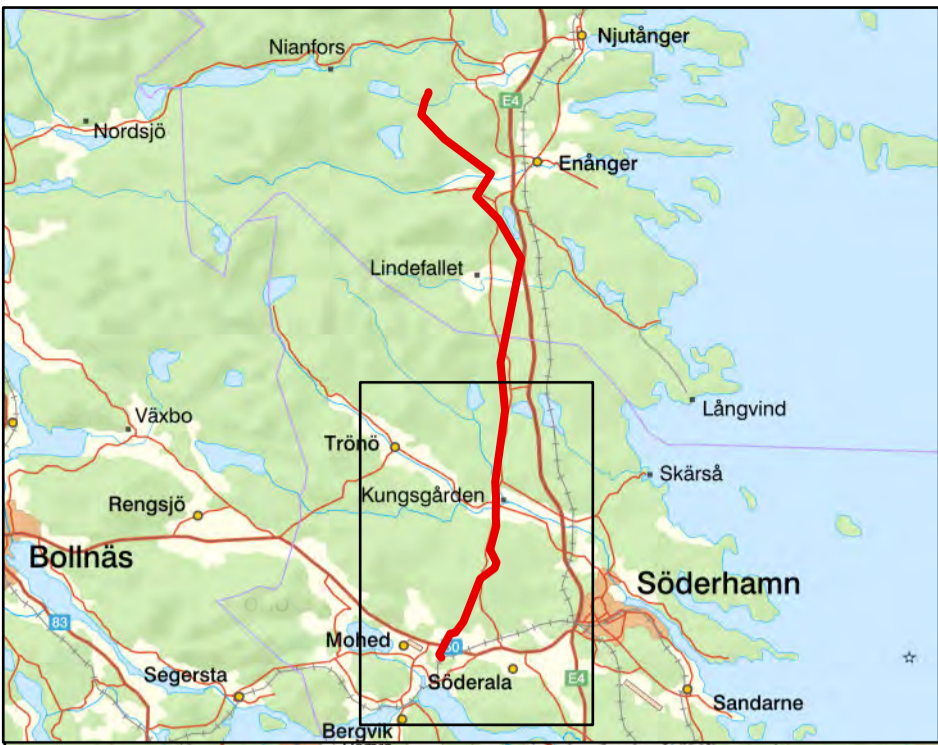 Njutånger
Nianfors
E4
Nordsjö
Enånger
Lindefallet
Långvind
Växbo
Trönö
Skärså
Kungsgården
Rengsjö
Bollnäs
Söderhamn
83
Mohed
Segersta
Söderala
E4
Sandarne
Bergvik